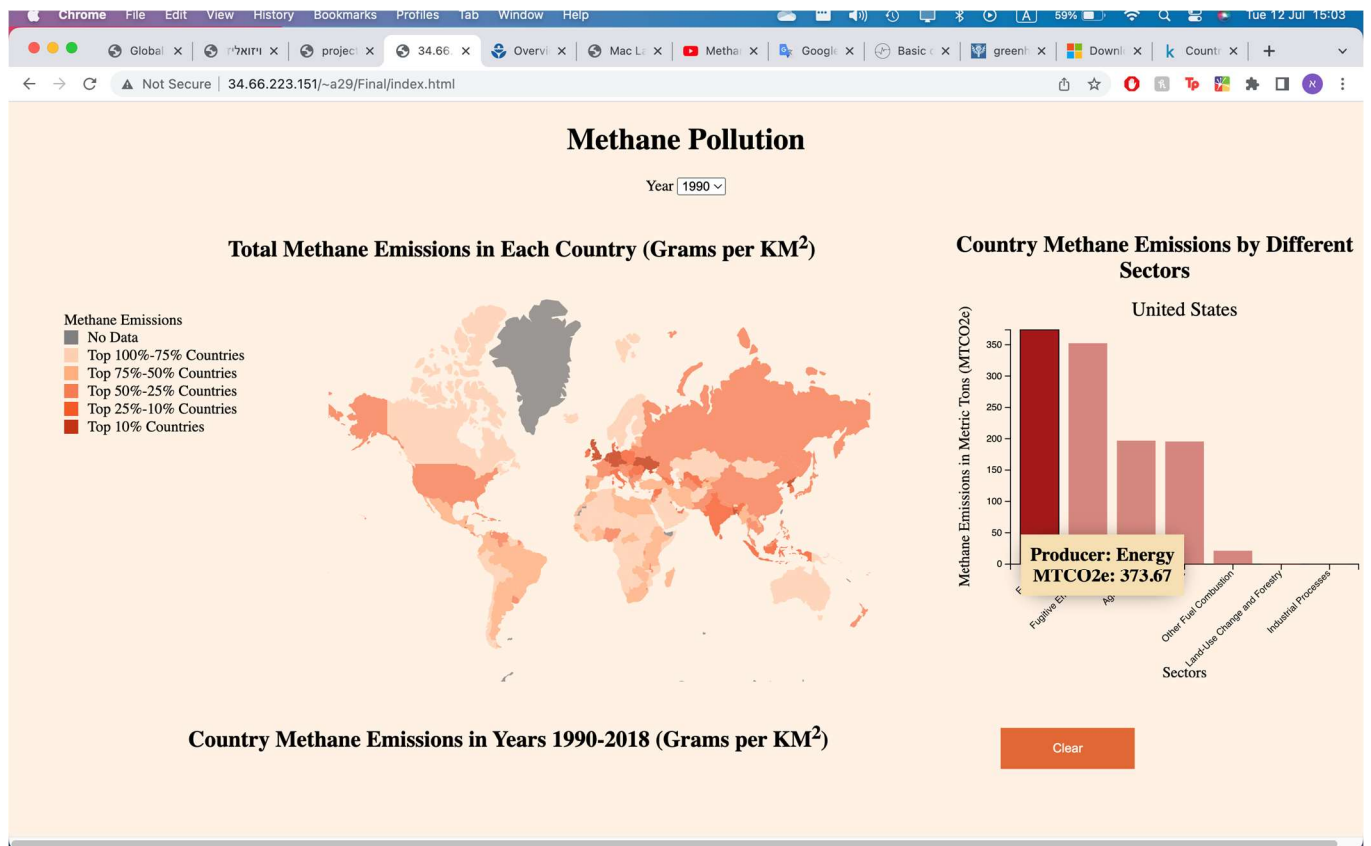 Chrome File Edit View History Bookmarks Profiles Tab Window Help A 59% Tue 12 Jul 15:03
Global projec 34.66. Overvi Mac La Methan Google Basic c greenh Downl Countr
Not Secure 34.66.223.151/~a29/Final/index.html
Methane Pollution
Year 1990
Total Methane Emissions in Each Country (Grams per KM²)
Methane Emissions
No Data
Top 100%-75% Countries
Top 75%-50% Countries
Top 50%-25% Countries
Top 25%-10% Countries
Top 10% Countries
Country Methane Emissions by Different
Sectors
United States
Methane Emissions in Metric Tons (MTCO2e)
350
300
250
200
150
100
50
0
Producer: Energy
MTCO2e: 373.67
Other Fuel Combustion
Land-Use Change and Forestry
Industrial Processes
Sectors
Country Methane Emissions in Years 1990-2018 (Grams per KM²)
Clear